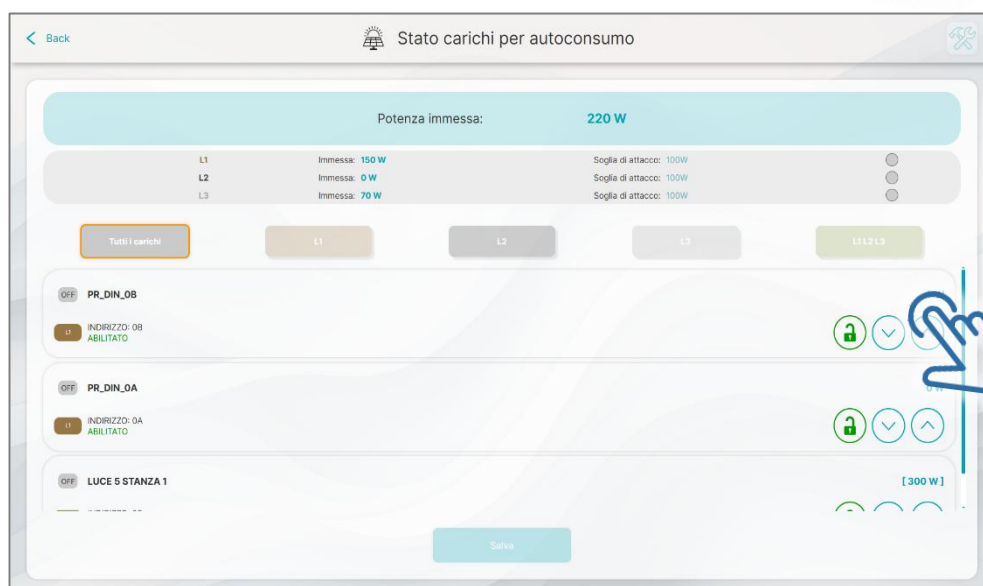 Back
Stato carichi per autoconsumo
Potenza immessa: 220 W
L1 Immessa: 150 W Soglia di attacco: 100W
L2 Immessa: 0 W Soglia di attacco: 100W
L3 Immessa: 70 W Soglia di attacco: 100W
Tutti i carichi L1 L2 L3 L1 L2 L3
OFF PR_DIN_0B
L1 INDIRIZZO: 0B
ABILITATO
OFF PR_DIN_0A
L1 INDIRIZZO: 0A
ABILITATO
OFF LUCE 5 STANZA 1 [ 300 W ]
Salva